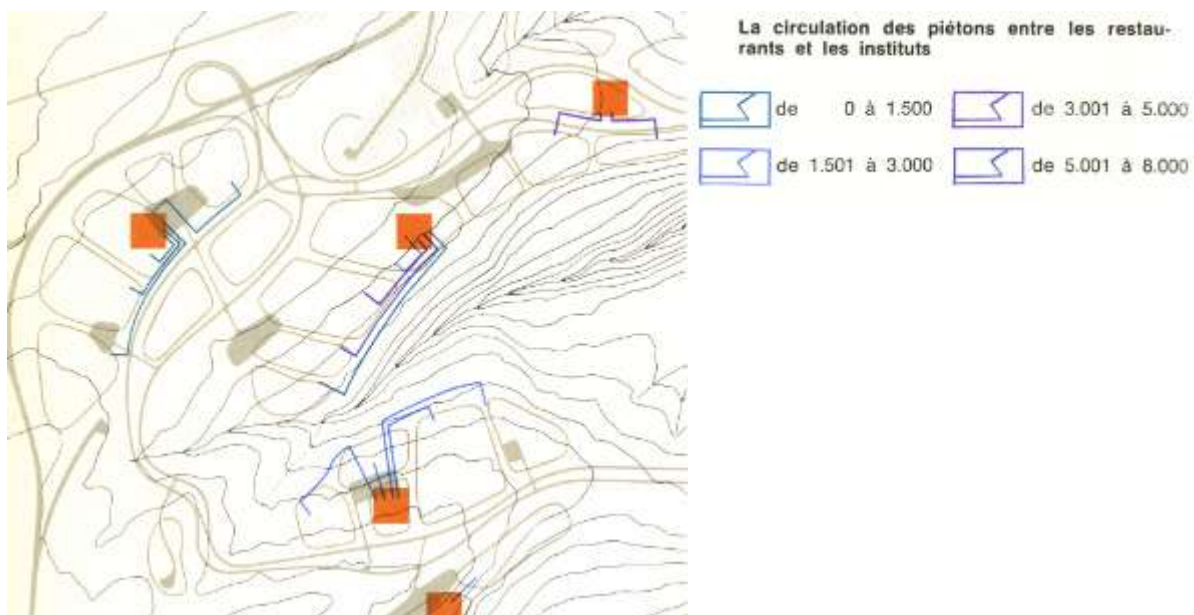 La circulation des piétons entre les restau-
rants et les instituts
de 0 à 1.500
de 3.001 à 5.000
de 1.501 à 3.000
de 5.001 à 8.000